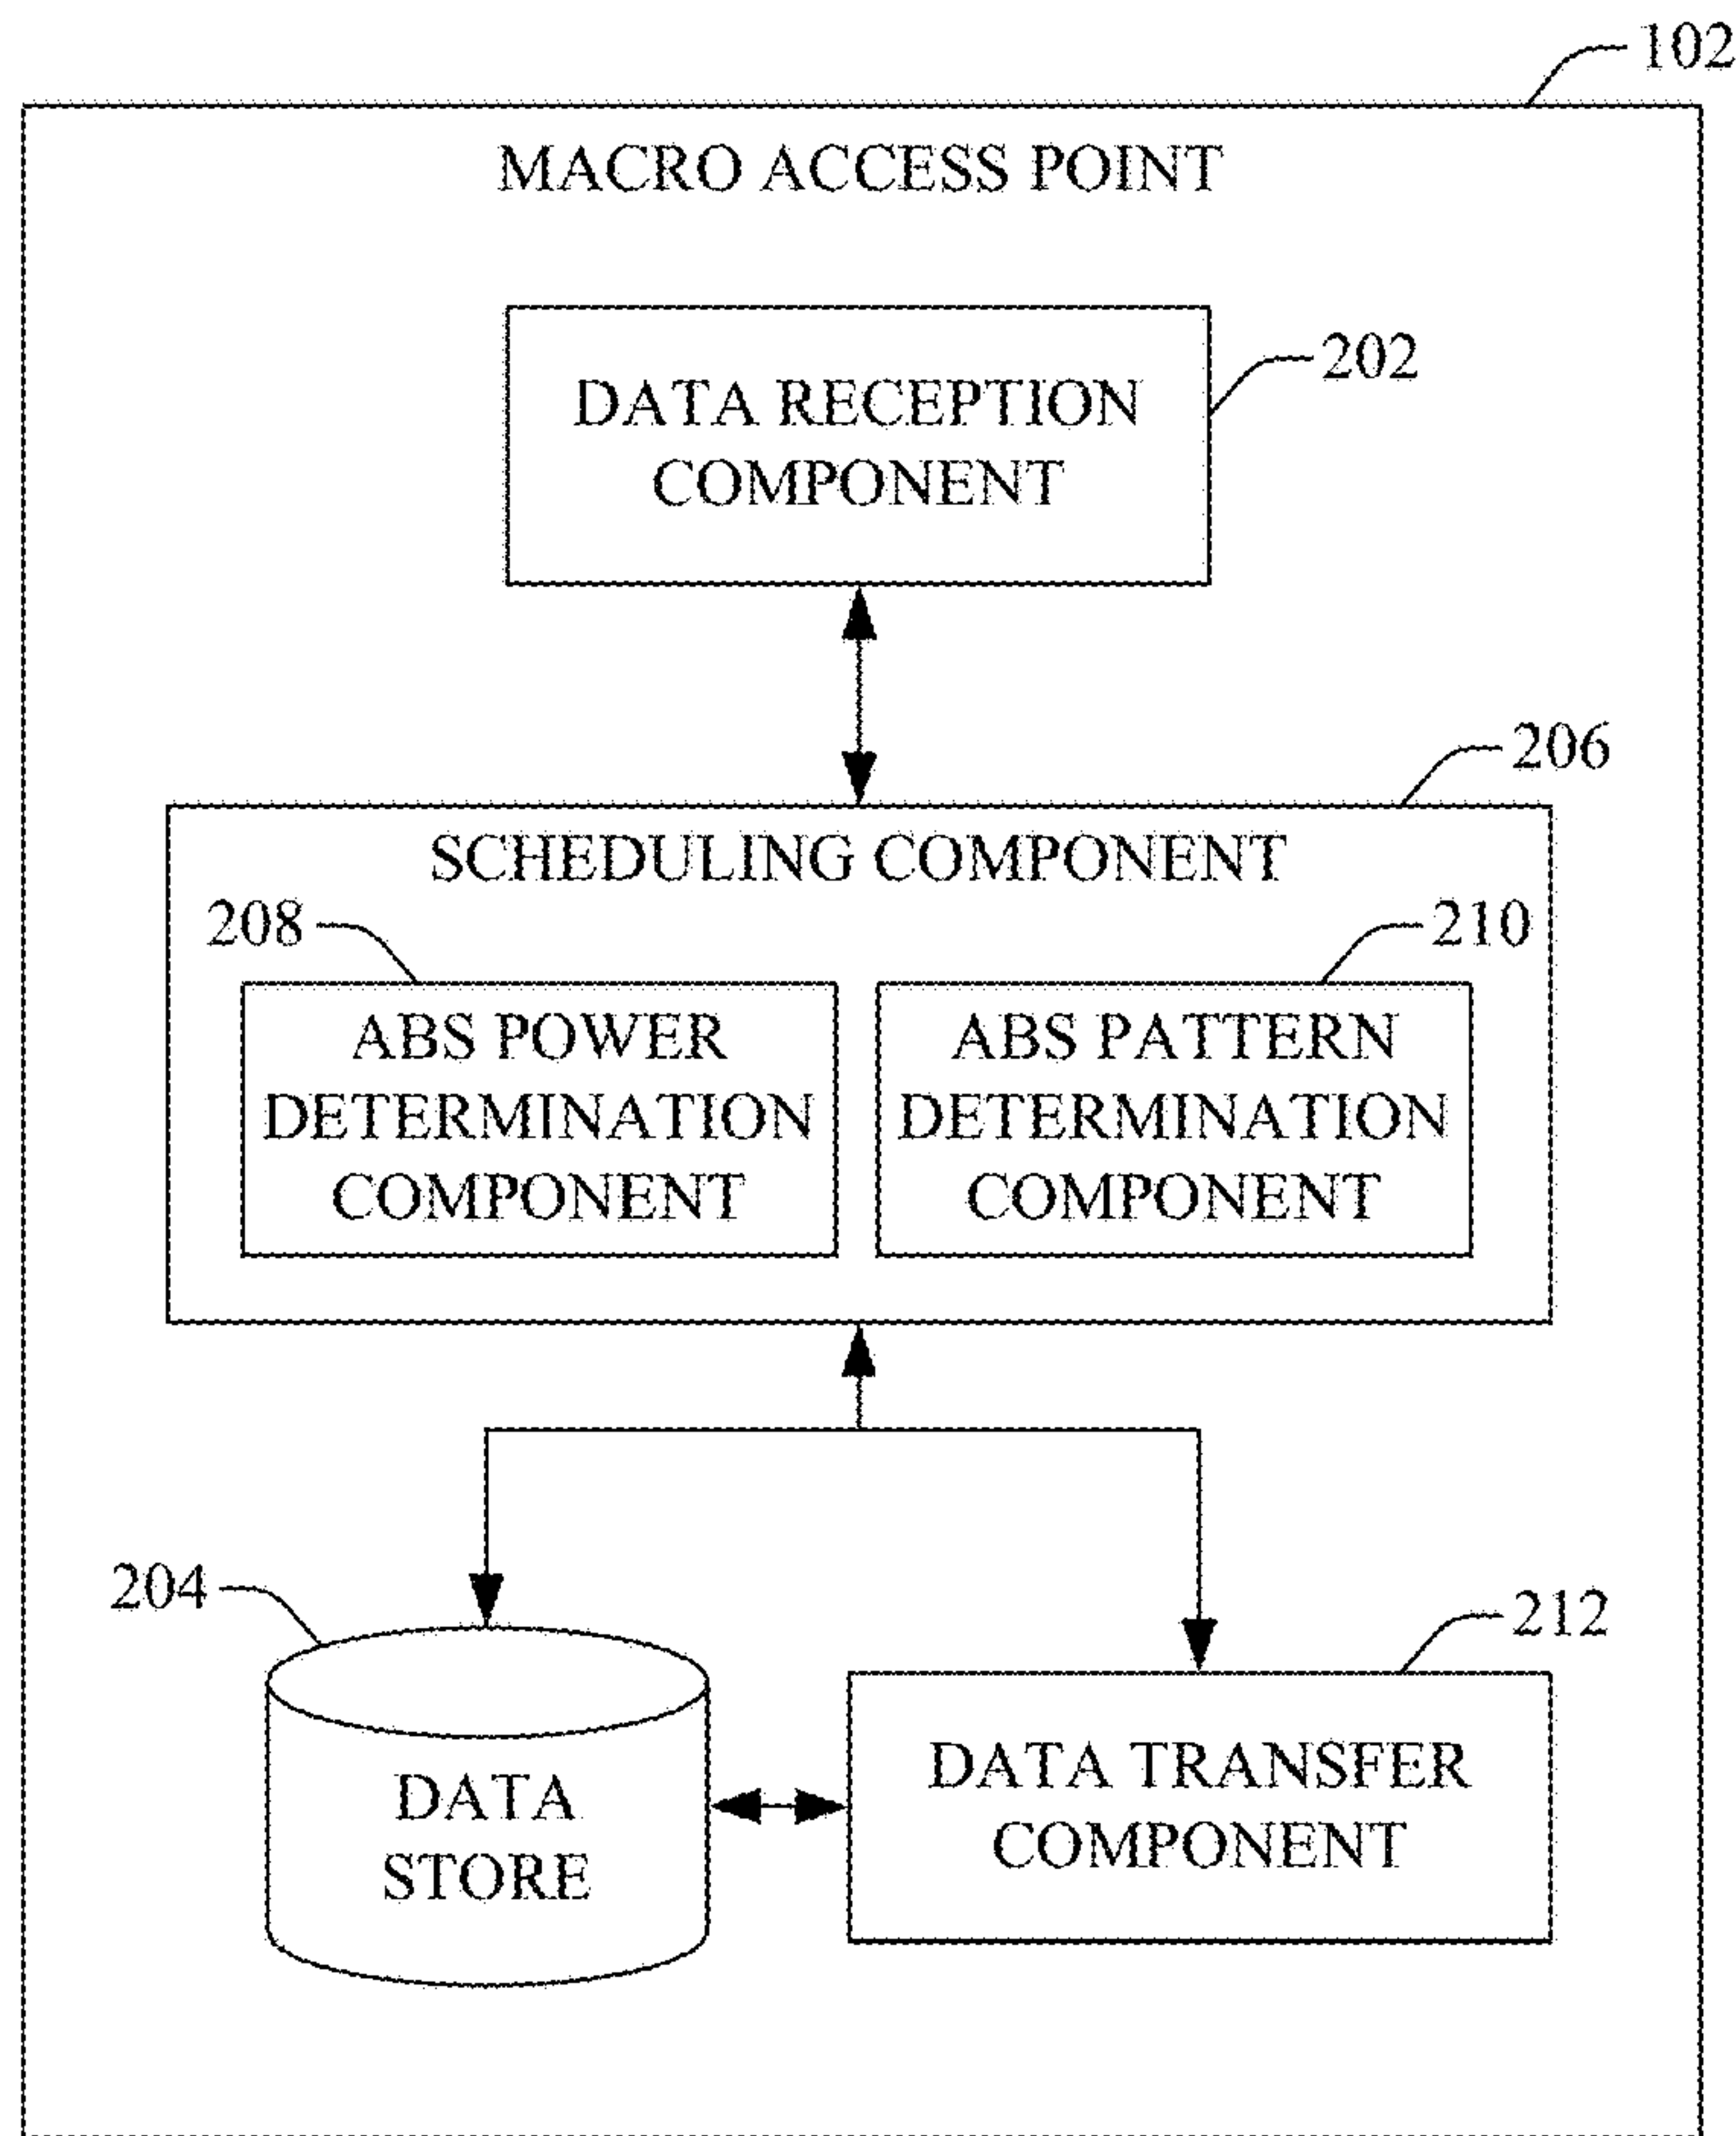 102
MACRO ACCESS POINT
DATA RECEPTION
COMPONENT
202
206
SCHEDULING COMPONENT
208
210
ABS POWER
DETERMINATION
COMPONENT
ABS PATTERN
DETERMINATION
COMPONENT
204
212
DATA
STORE
DATA TRANSFER
COMPONENT